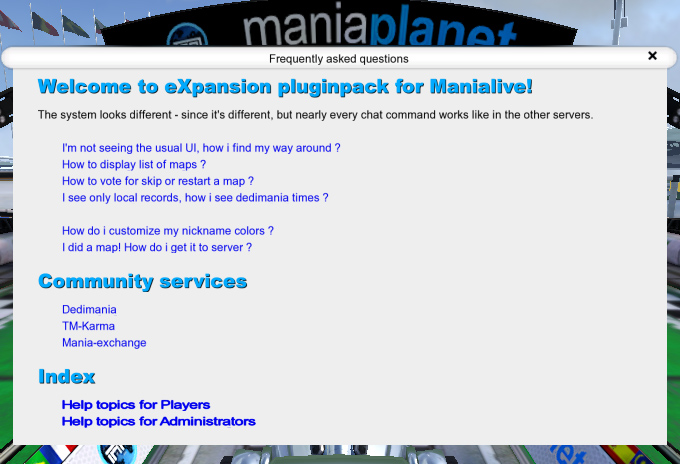 maniaplanet
Frequently asked questions
Welcome to eXpansion pluginpack for Manialive!
The system looks different - since it's different, but nearly every chat command works like in the other servers.
I'm not seeing the usual UI, how i find my way around ?
How to display list of maps ?
How to vote for skip or restart a map ?
I see only local records, how i see dedimania times ?
How do i customize my nickname colors ?
I did a map! How do i get it to server ?
Community services
Dedimania
TM-Karma
Mania-exchange
Index
Help topics for Players
Help topics for Administrators